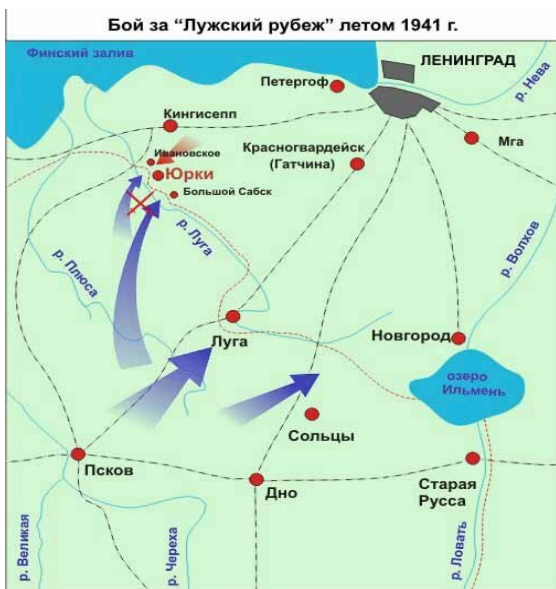 Бой за “Лужский рубеж” летом 1941 г.
Финский залив
ЛЕНИНГРАД
Петергоф
р. Нева
Кингисепп
Мга
Ивановское
Красногвардейск
(Гатчина)
Юрки
Большой Сабск
р. Луга
р. Плюса
р. Волхов
Луга
Новгород
озеро
Ильмень
Сольцы
Псков
Дно
Старая
Русса
р. Великая
р. Череха
р. Ловать